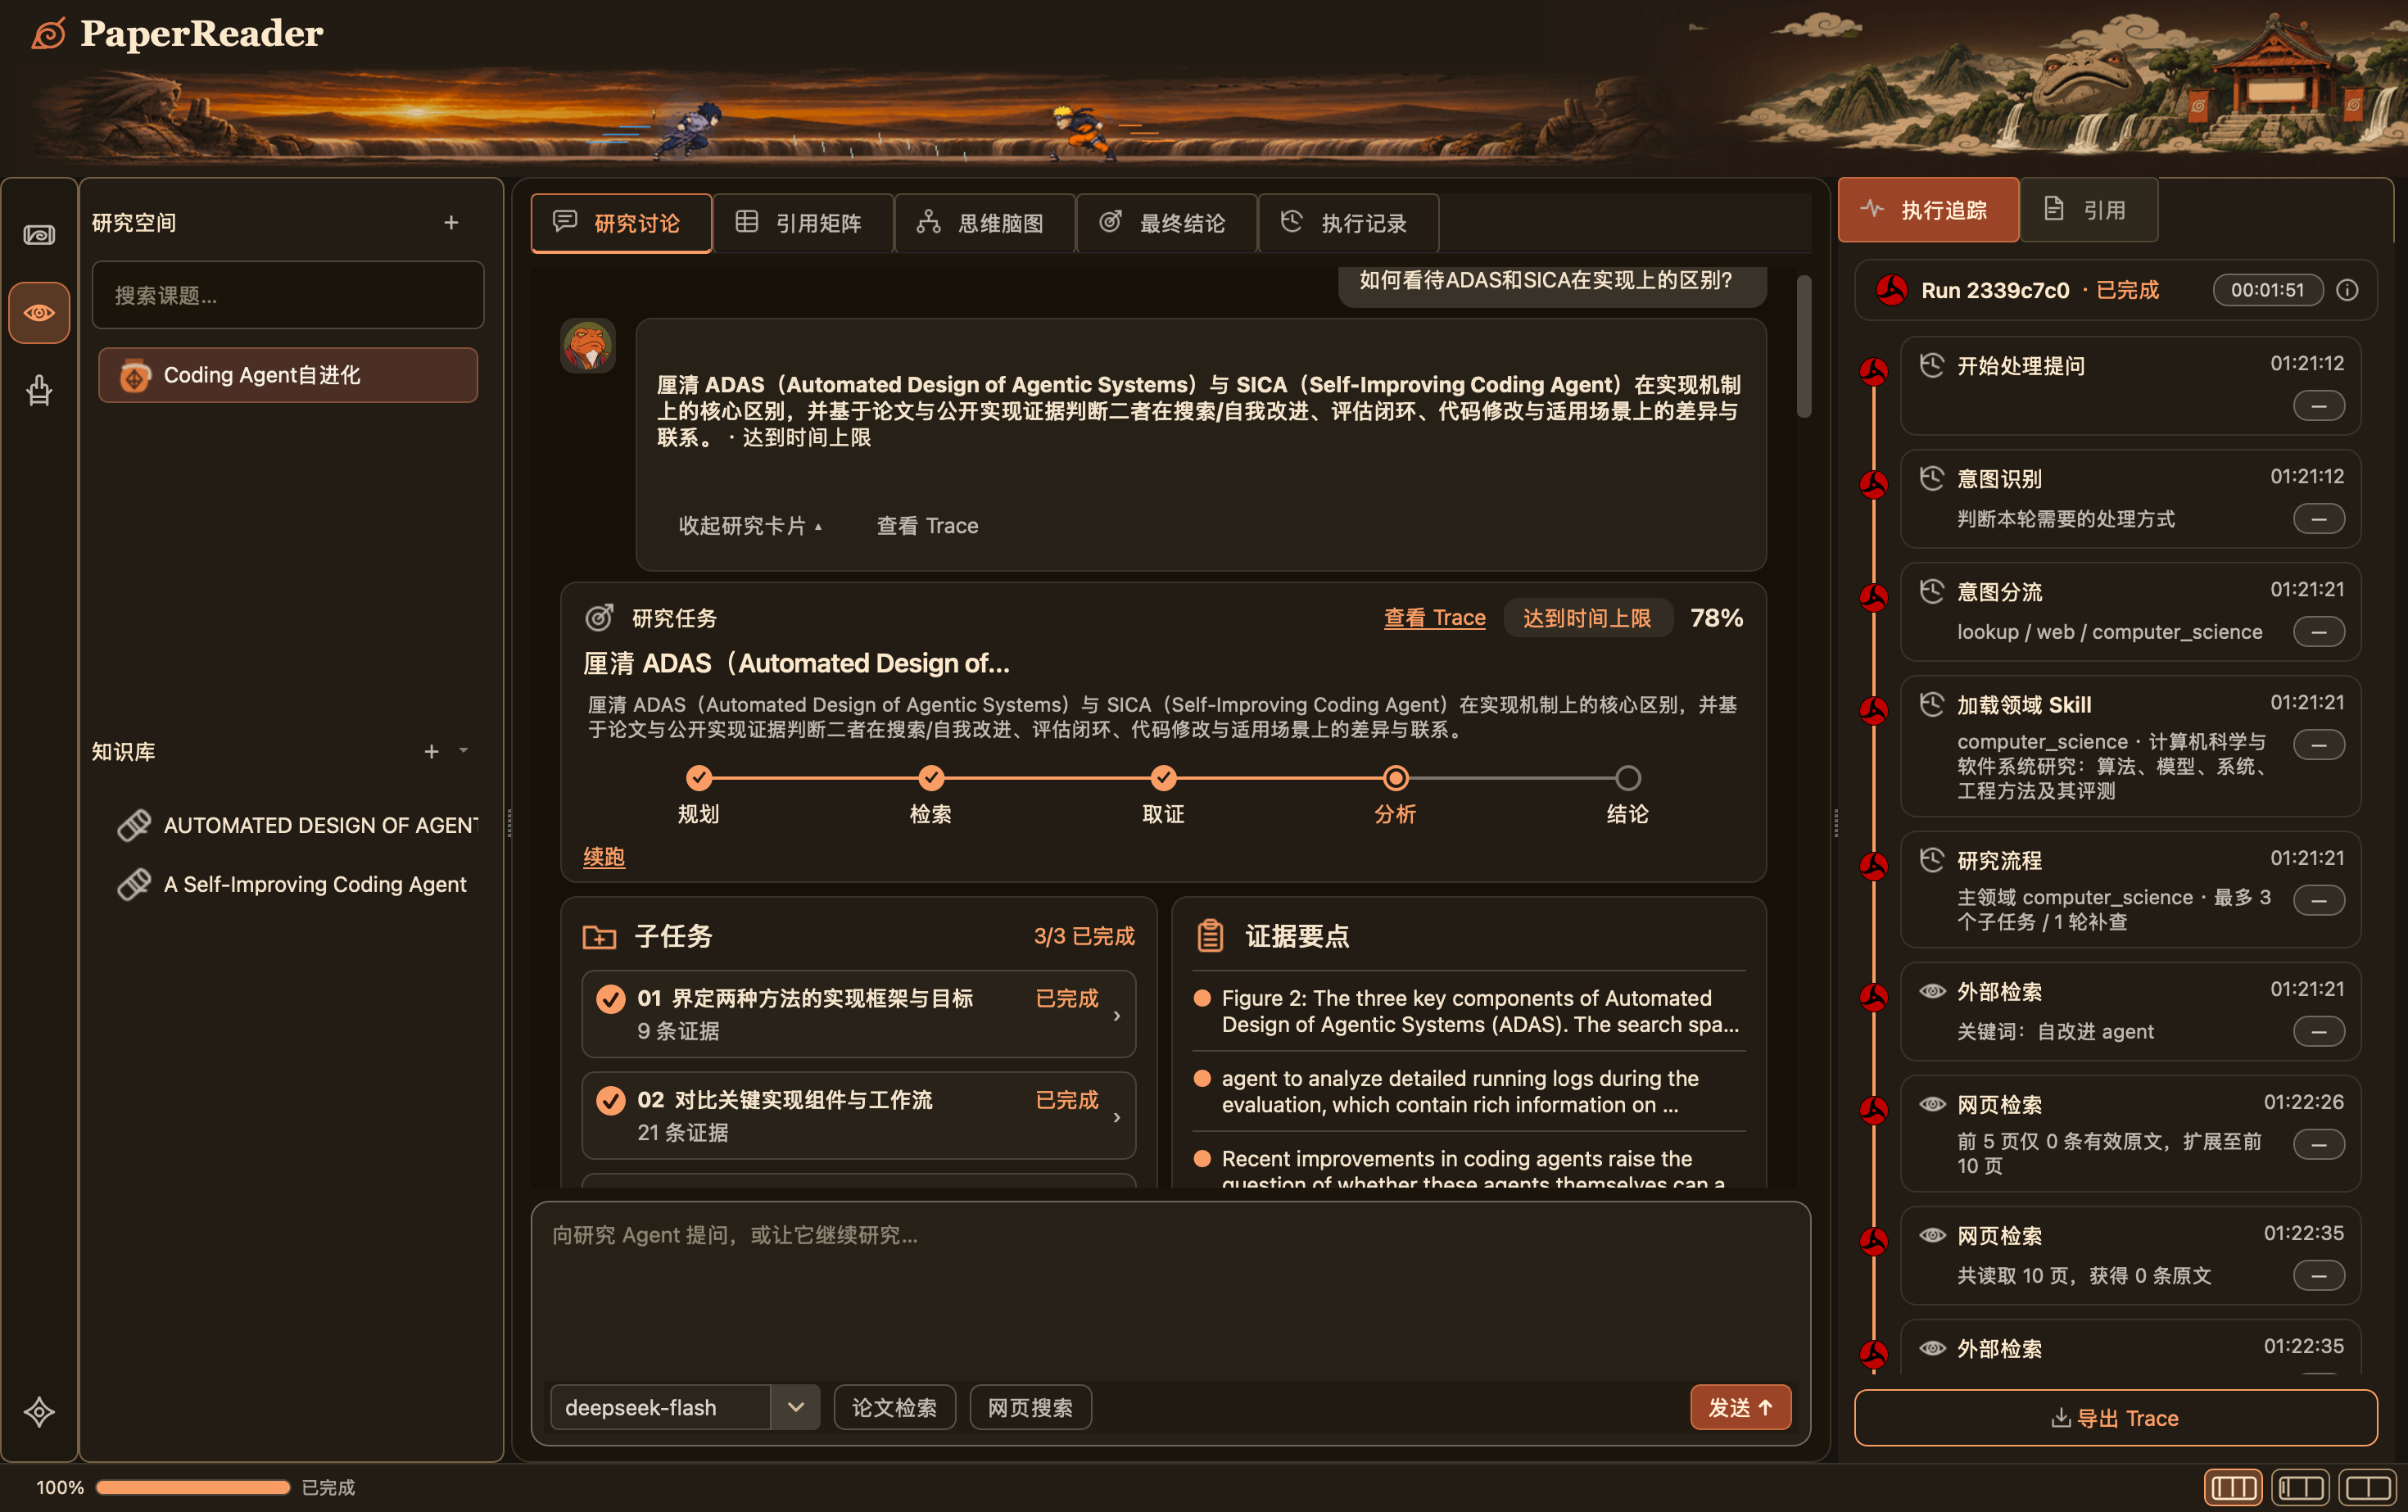 PaperReader
研究空间
+
搜索课题...
Coding Agent自进化
知识库
+
AUTOMATED DESIGN OF AGENT
A Self-Improving Coding Agent
研究讨论
引用矩阵
思维脑图
最终结论
执行记录
如何看待ADAS和SICA在实现上的区别?
厘清 ADAS（Automated Design of Agentic Systems）与 SICA（Self-Improving Coding Agent）在实现机制
上的核心区别，并基于论文与公开实现证据判断二者在搜索/自我改进、评估闭环、代码修改与适用场景上的差异与
联系。 · 达到时间上限
收起研究卡片 ▴
查看 Trace
研究任务
查看 Trace
达到时间上限
78%
厘清 ADAS（Automated Design of...
厘清 ADAS（Automated Design of Agentic Systems）与 SICA（Self-Improving Coding Agent）在实现机制上的核心区别，并基
于论文与公开实现证据判断二者在搜索/自我改进、评估闭环、代码修改与适用场景上的差异与联系。
规划
检索
取证
分析
结论
续跑
子任务
3/3 已完成
01 界定两种方法的实现框架与目标
已完成
9 条证据
02 对比关键实现组件与工作流
已完成
21 条证据
证据要点
Figure 2: The three key components of Automated
Design of Agentic Systems (ADAS). The search spa...
agent to analyze detailed running logs during the
evaluation, which contain rich information on ...
Recent improvements in coding agents raise the
question of whether these agents themselves can a
向研究 Agent 提问，或让它继续研究...
deepseek-flash
论文检索
网页搜索
发送 ↑
执行追踪
引用
Run 2339c7c0 · 已完成
00:01:51
开始处理提问
01:21:12
意图识别
01:21:12
判断本轮需要的处理方式
意图分流
01:21:21
lookup / web / computer_science
加载领域 Skill
01:21:21
computer_science · 计算机科学与
软件系统研究：算法、模型、系统、
工程方法及其评测
研究流程
01:21:21
主领域 computer_science · 最多 3
个子任务 / 1 轮补查
外部检索
01:21:21
关键词：自改进 agent
网页检索
01:22:26
前 5 页仅 0 条有效原文，扩展至前
10 页
网页检索
01:22:35
共读取 10 页，获得 0 条原文
外部检索
01:22:35
导出 Trace
100%
已完成